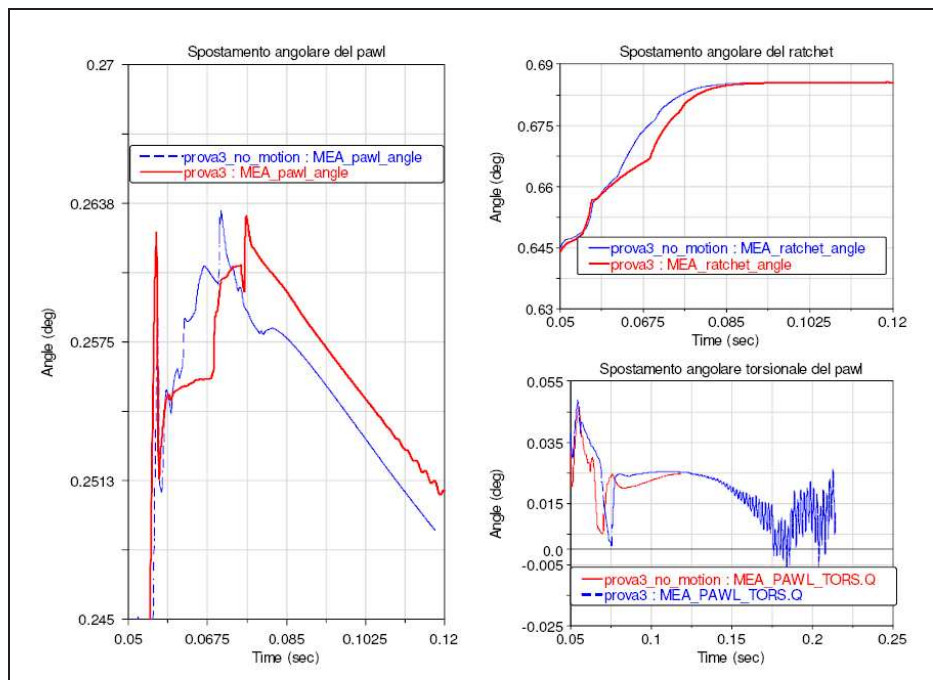 Spostamento angolare del pawl
0.27
0.2638
0.2575
0.2513
0.245
Angle (deg)
prova3_no_motion : MEA_pawl_angle
prova3 : MEA_pawl_angle
0.05
0.0675
0.085
0.1025
0.12
Time (sec)
Spostamento angolare del ratchet
0.69
0.675
0.66
0.645
0.63
Angle (deg)
prova3_no_motion : MEA_ratchet_angle
prova3 : MEA_ratchet_angle
0.05
0.0675
0.085
0.1025
0.12
Time (sec)
Spostamento angolare torsionale del pawl
0.055
0.035
0.015
0.0
-0.005
-0.025
Angle (deg)
prova3_no_motion : MEA_PAWL_TORS.Q
prova3 : MEA_PAWL_TORS.Q
0.05
0.1
0.15
0.2
0.25
Time (sec)